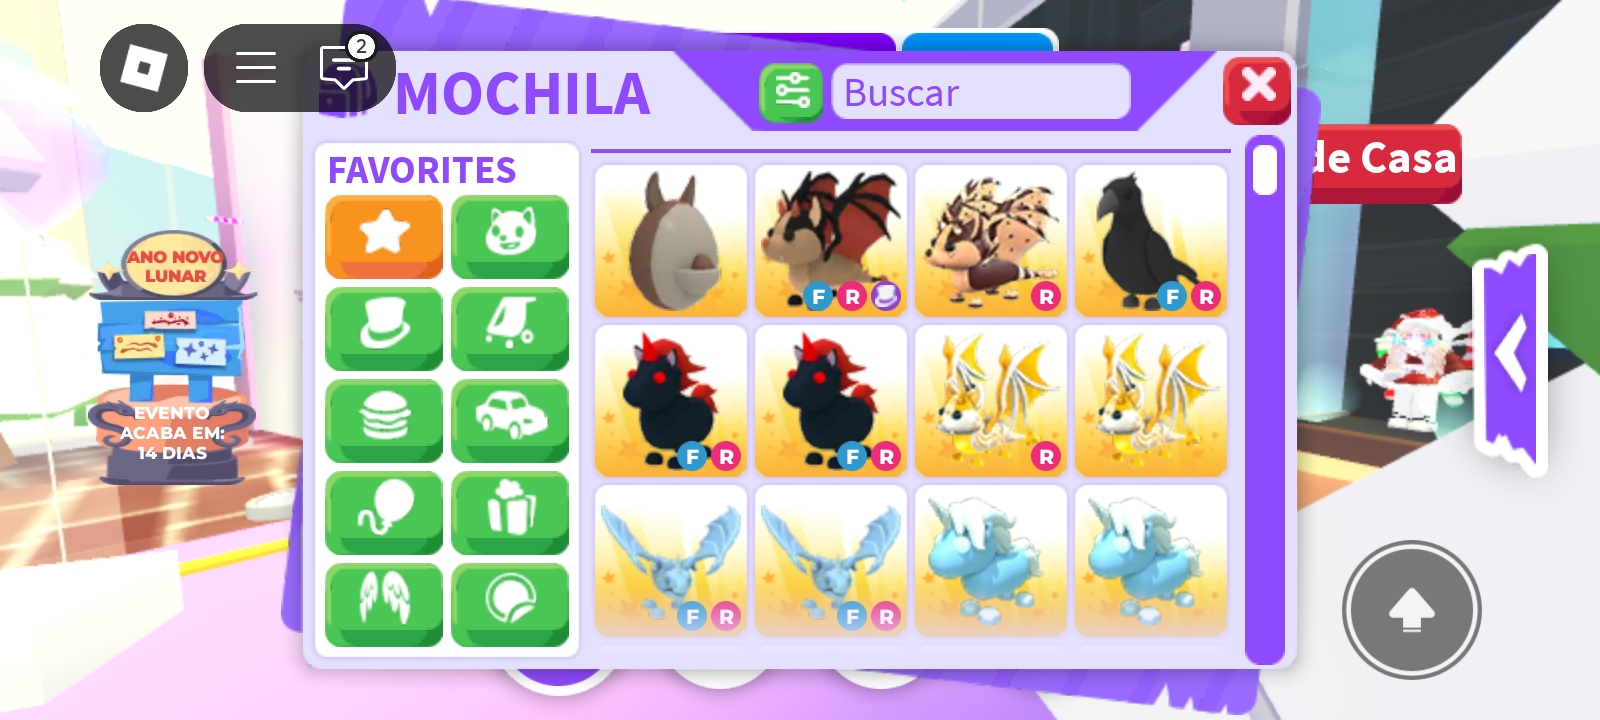 2
MOCHILA
Buscar
de Casa
FAVORITES
ANO NOVO
LUNAR
EVENTO
ACABA EM:
14 DIAS
F R
R
F R
F R
F R
R
F R
F R